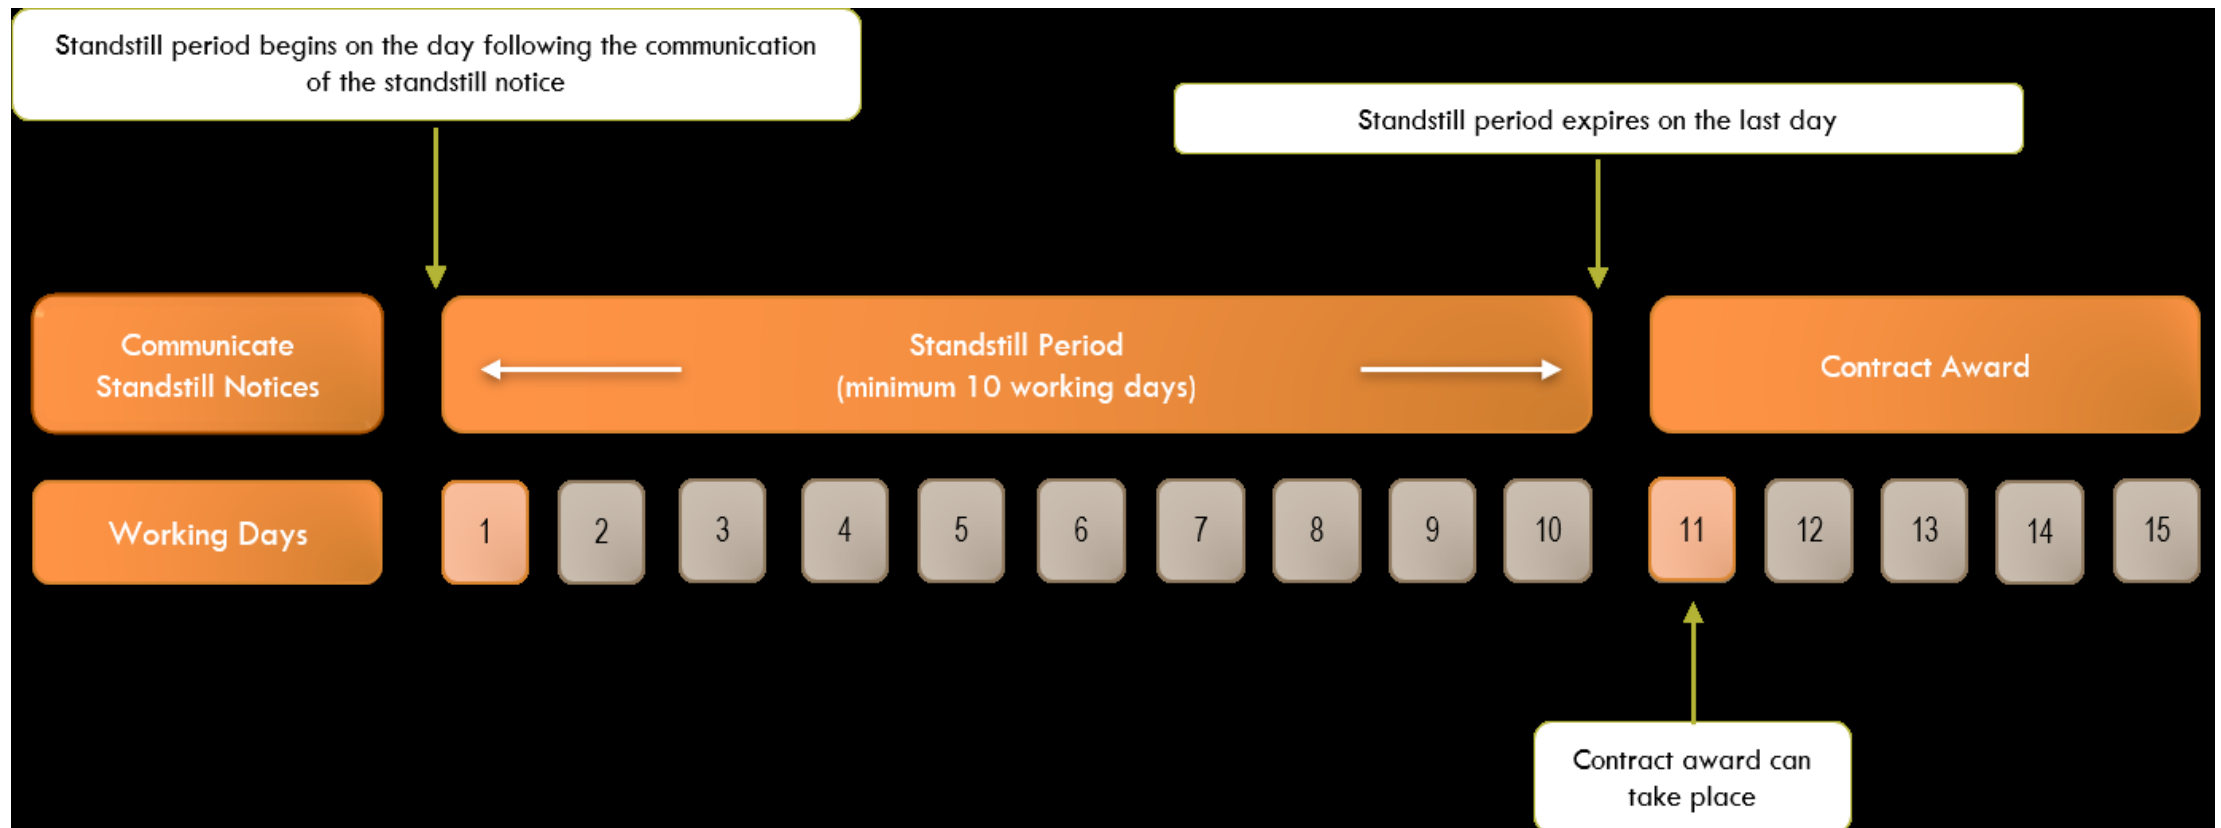 Standstill period begins on the day following the communication
of the standstill notice
Standstill period expires on the last day
Communicate
Standstill Notices
Standstill Period
(minimum 10 working days)
Contract Award
Working Days
1 2 3 4 5 6 7 8 9 10 11 12 13 14 15
Contract award can
take place